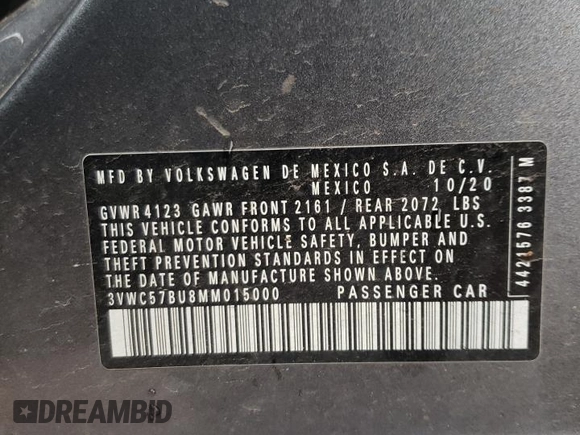 MFD BY VOLKSWAGEN DE MEXICO S.A. DE C.V.
MEXICO 10/20
GVWR 4123 GAWR FRONT 2161 / REAR 2072 LBS
THIS VEHICLE CONFORMS TO ALL APPLICABLE U.S.
FEDERAL MOTOR VEHICLE SAFETY, BUMPER AND
THEFT PREVENTION STANDARDS IN EFFECT ON THE
DATE OF MANUFACTURE SHOWN ABOVE.
3VWC57BU8MM015000 PASSENGER CAR
4421576 3387 M
DREAMBID